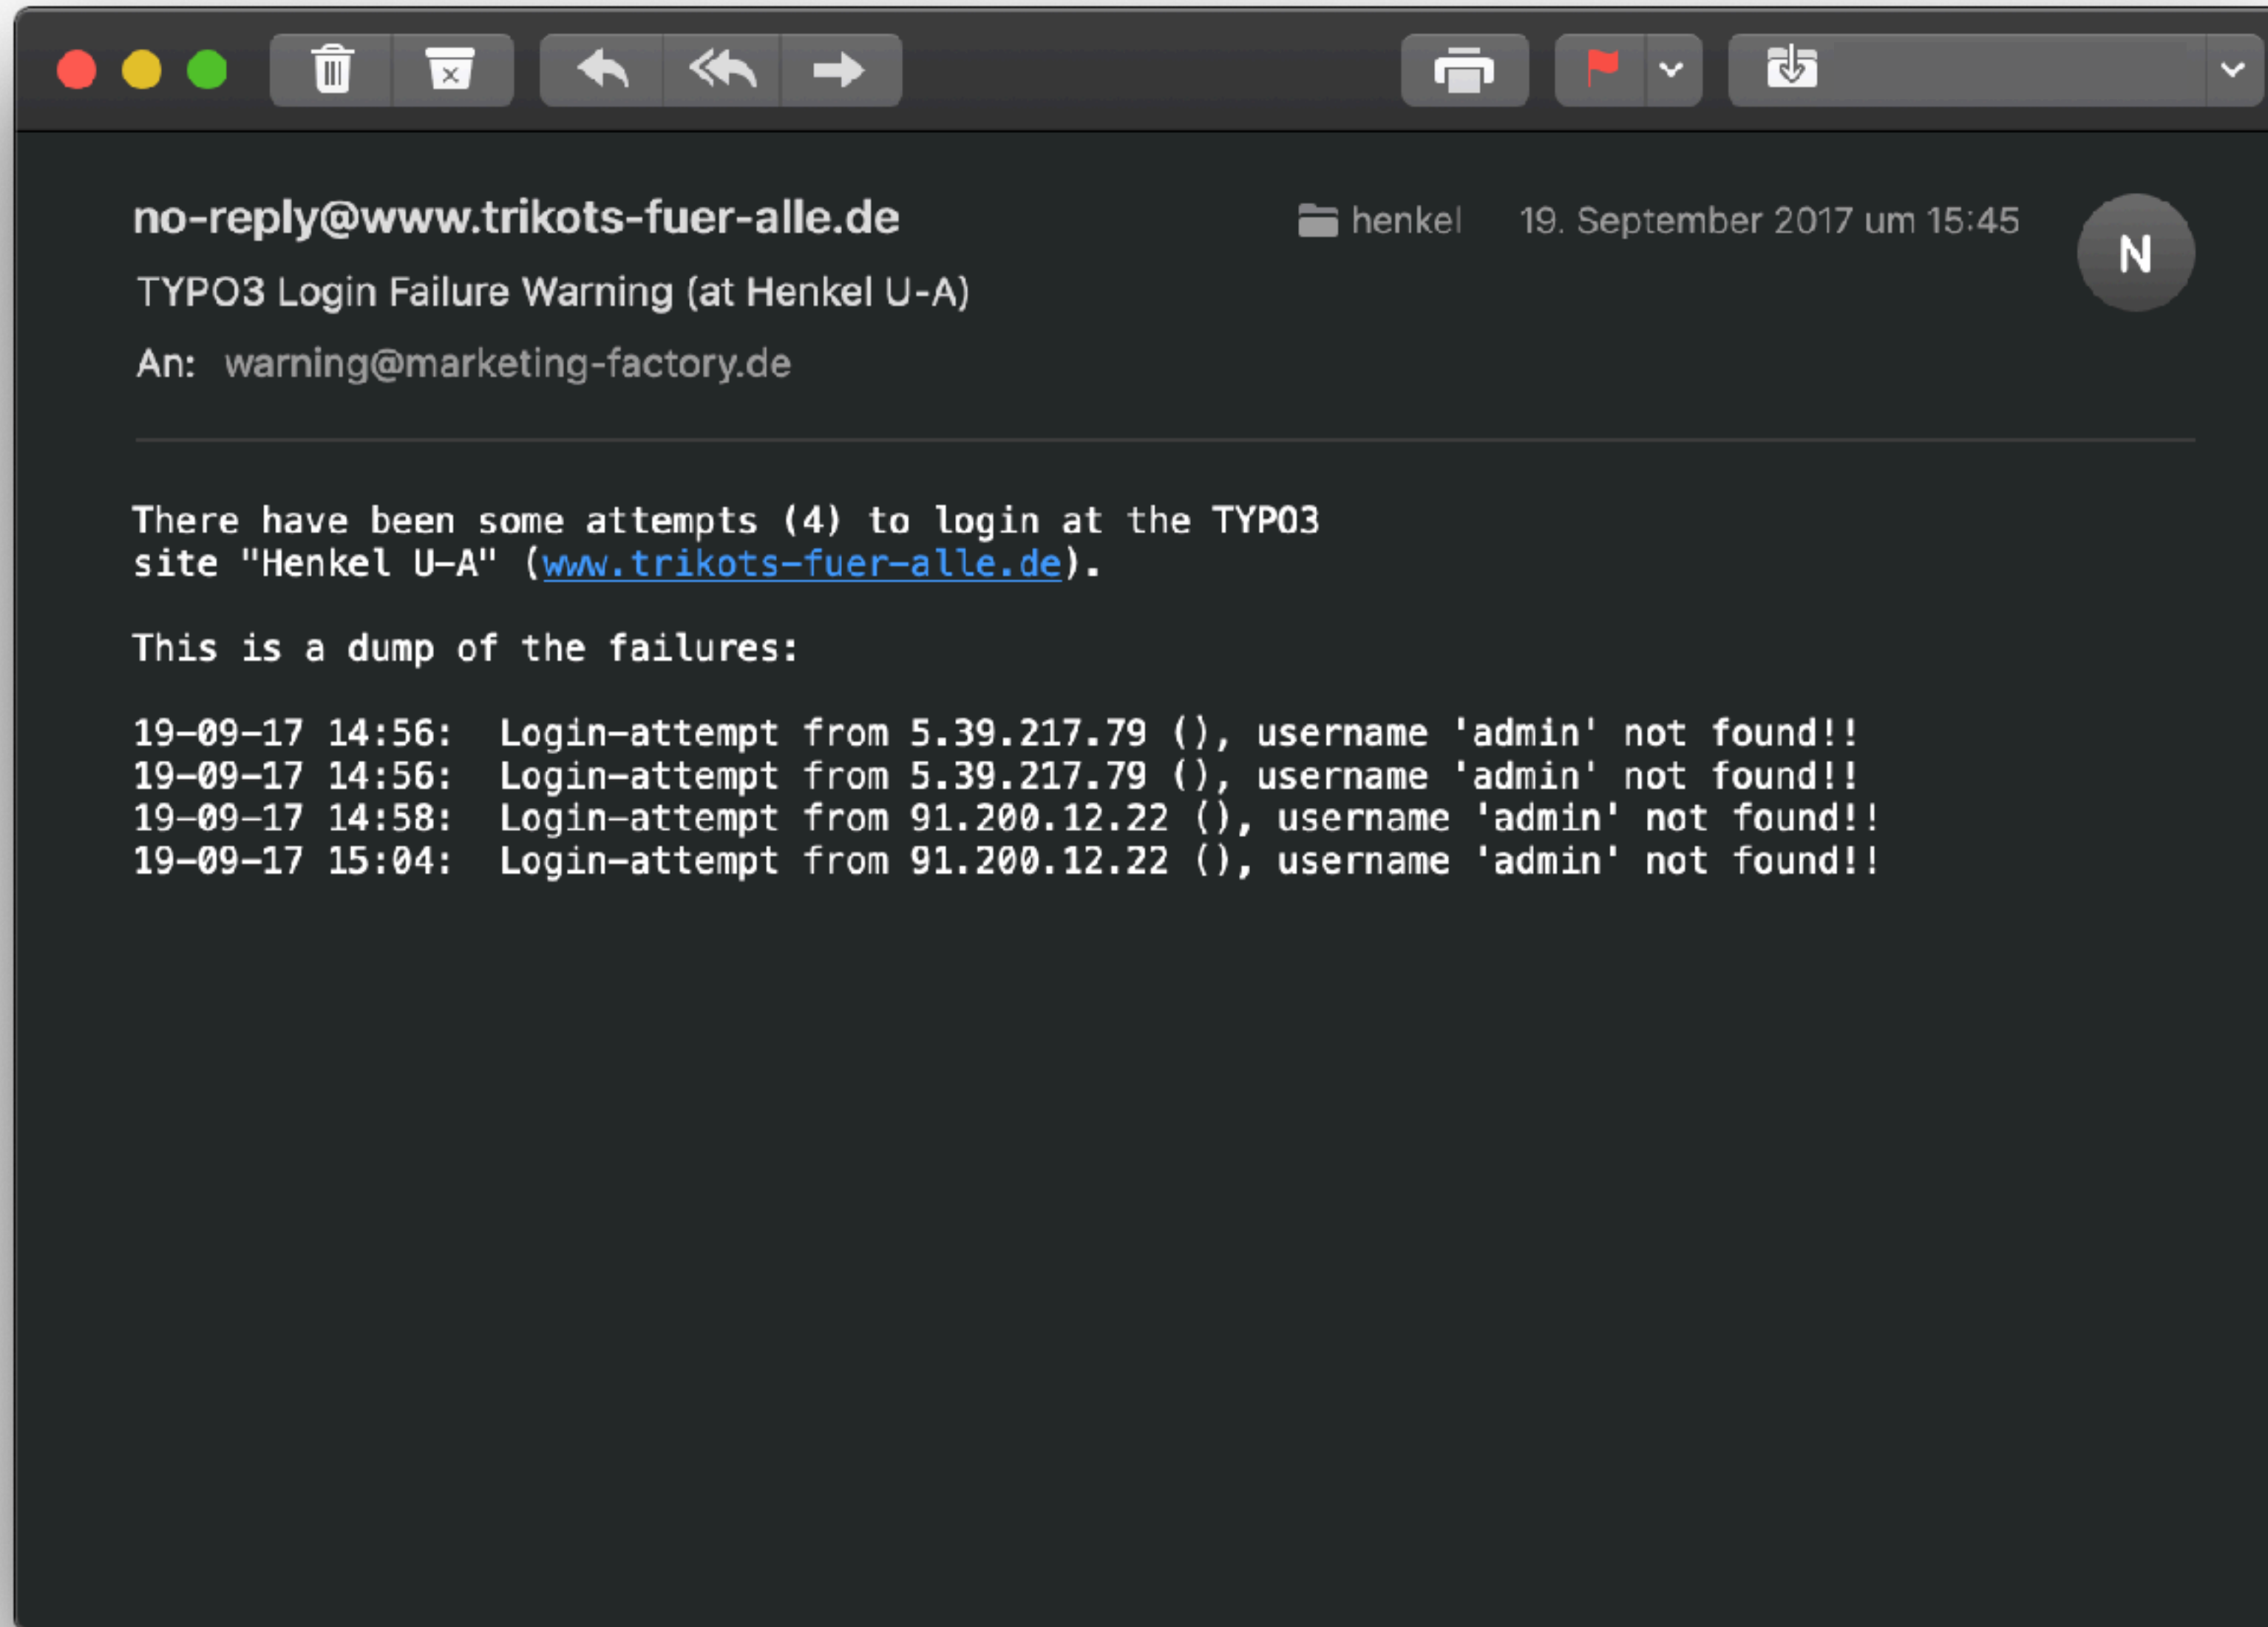 no-reply@www.trikots-fuer-alle.de
henkel
19. September 2017 um 15:45
N
TYPO3 Login Failure Warning (at Henkel U-A)
An: warning@marketing-factory.de
There have been some attempts (4) to login at the TYPO3
site "Henkel U-A" (www.trikots-fuer-alle.de).
This is a dump of the failures:
19-09-17 14:56:  Login-attempt from 5.39.217.79 (), username 'admin' not found!!
19-09-17 14:56:  Login-attempt from 5.39.217.79 (), username 'admin' not found!!
19-09-17 14:58:  Login-attempt from 91.200.12.22 (), username 'admin' not found!!
19-09-17 15:04:  Login-attempt from 91.200.12.22 (), username 'admin' not found!!